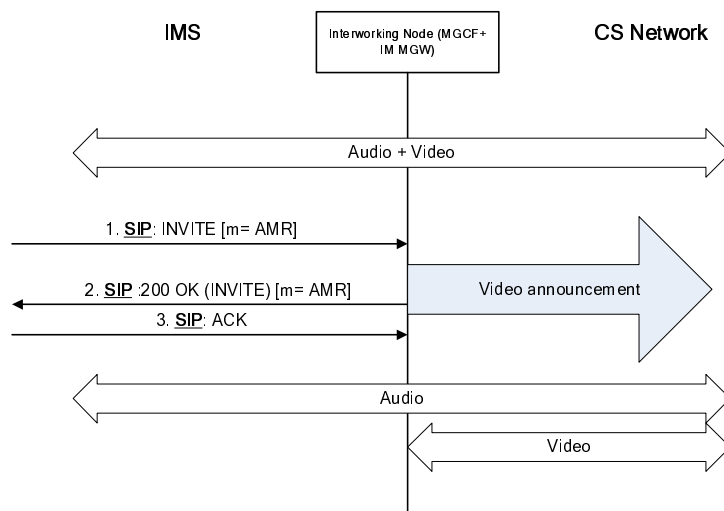 IMS
Interworking Node (MGCF+
IM MGW)
CS Network
Audio + Video
1. SIP: INVITE [m= AMR]
2. SIP :200 OK (INVITE) [m= AMR]
Video announcement
3. SIP: ACK
Audio
Video